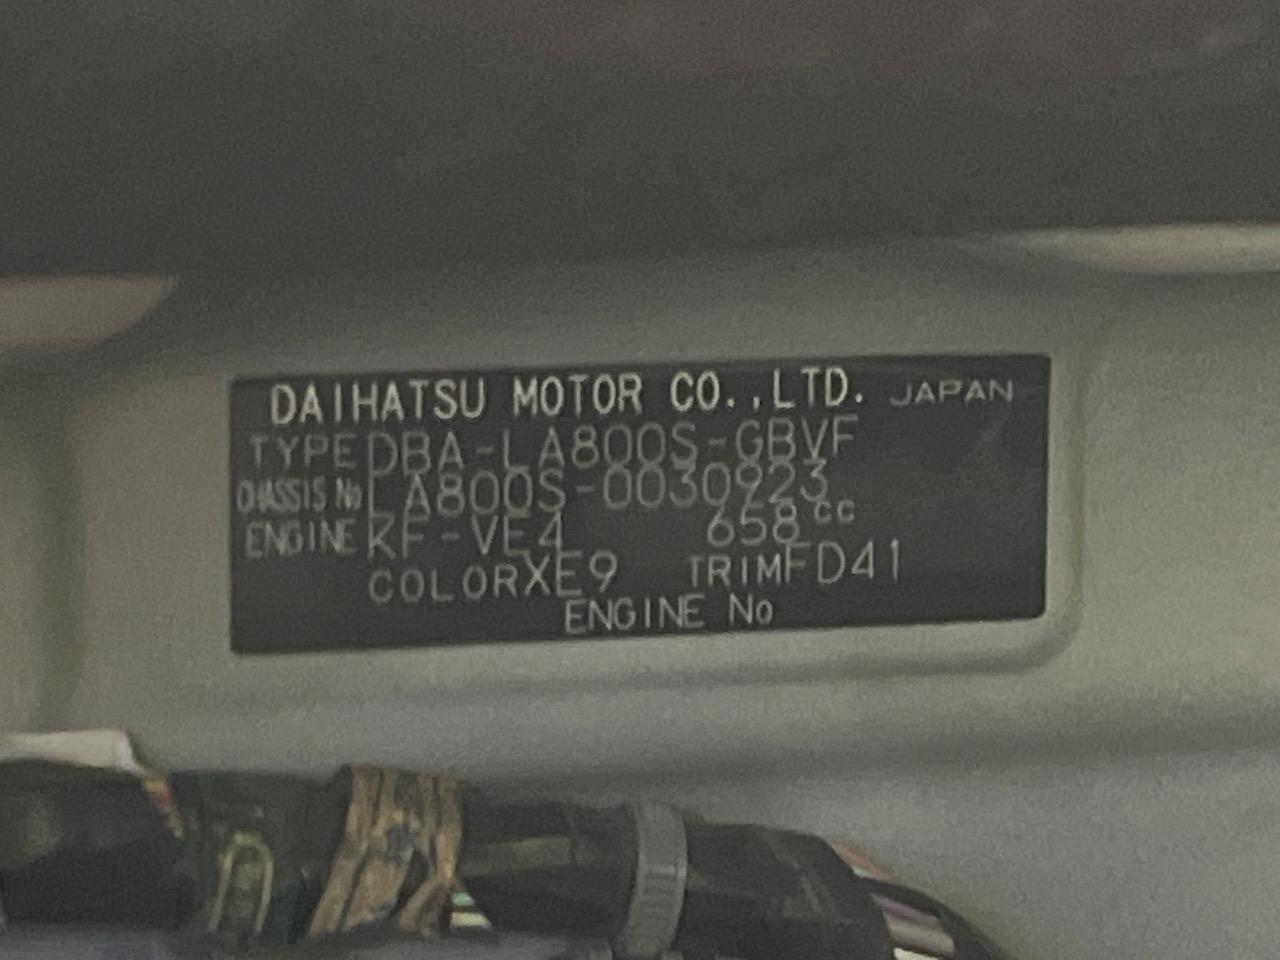 DAIHATSU MOTOR CO.,LTD. JAPAN
TYPE DBA-LA800S-GBVF
CHASSIS No LA800S-0030923
ENGINE KF-VE4 658cc
COLOR XE9 TRIM FD41
ENGINE No